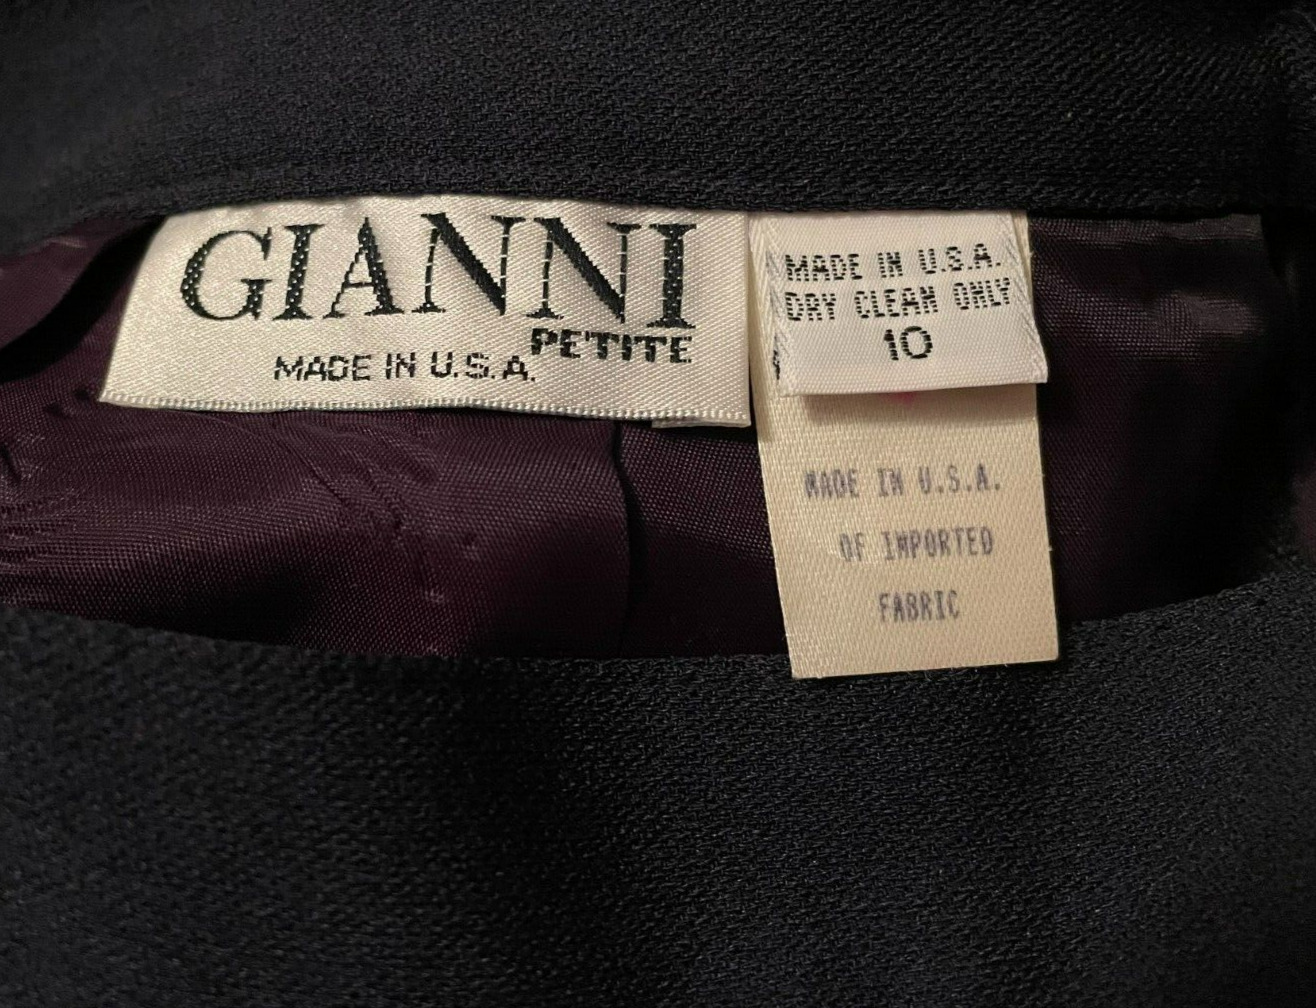 GIANNI
PETITE
MADE IN U.S.A.
MADE IN U.S.A.
DRY CLEAN ONLY
10
MADE IN U.S.A.
OF IMPORTED
FABRIC